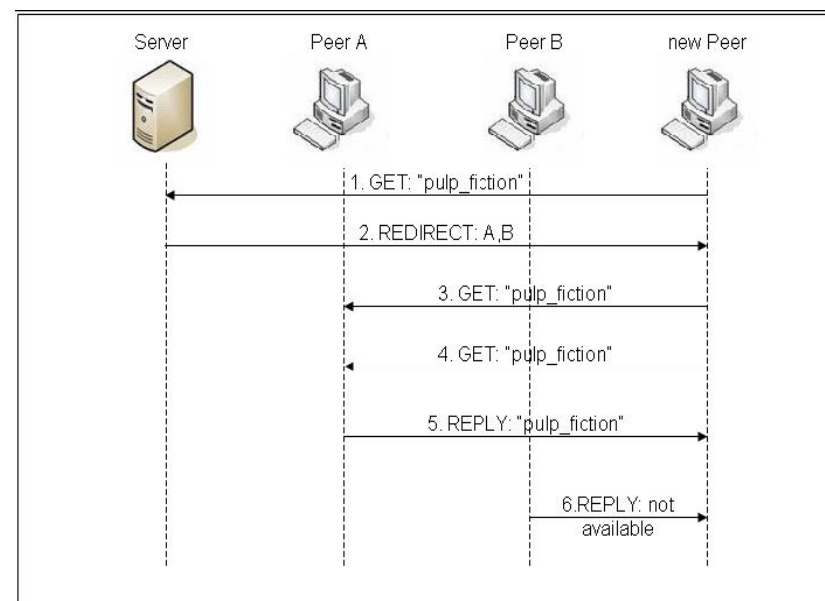 Server Peer A Peer B new Peer
1. GET: "pulp_fiction"
2. REDIRECT: A,B
3. GET: "pulp_fiction"
4. GET: "pulp_fiction"
5. REPLY: "pulp_fiction"
6.REPLY: not
available